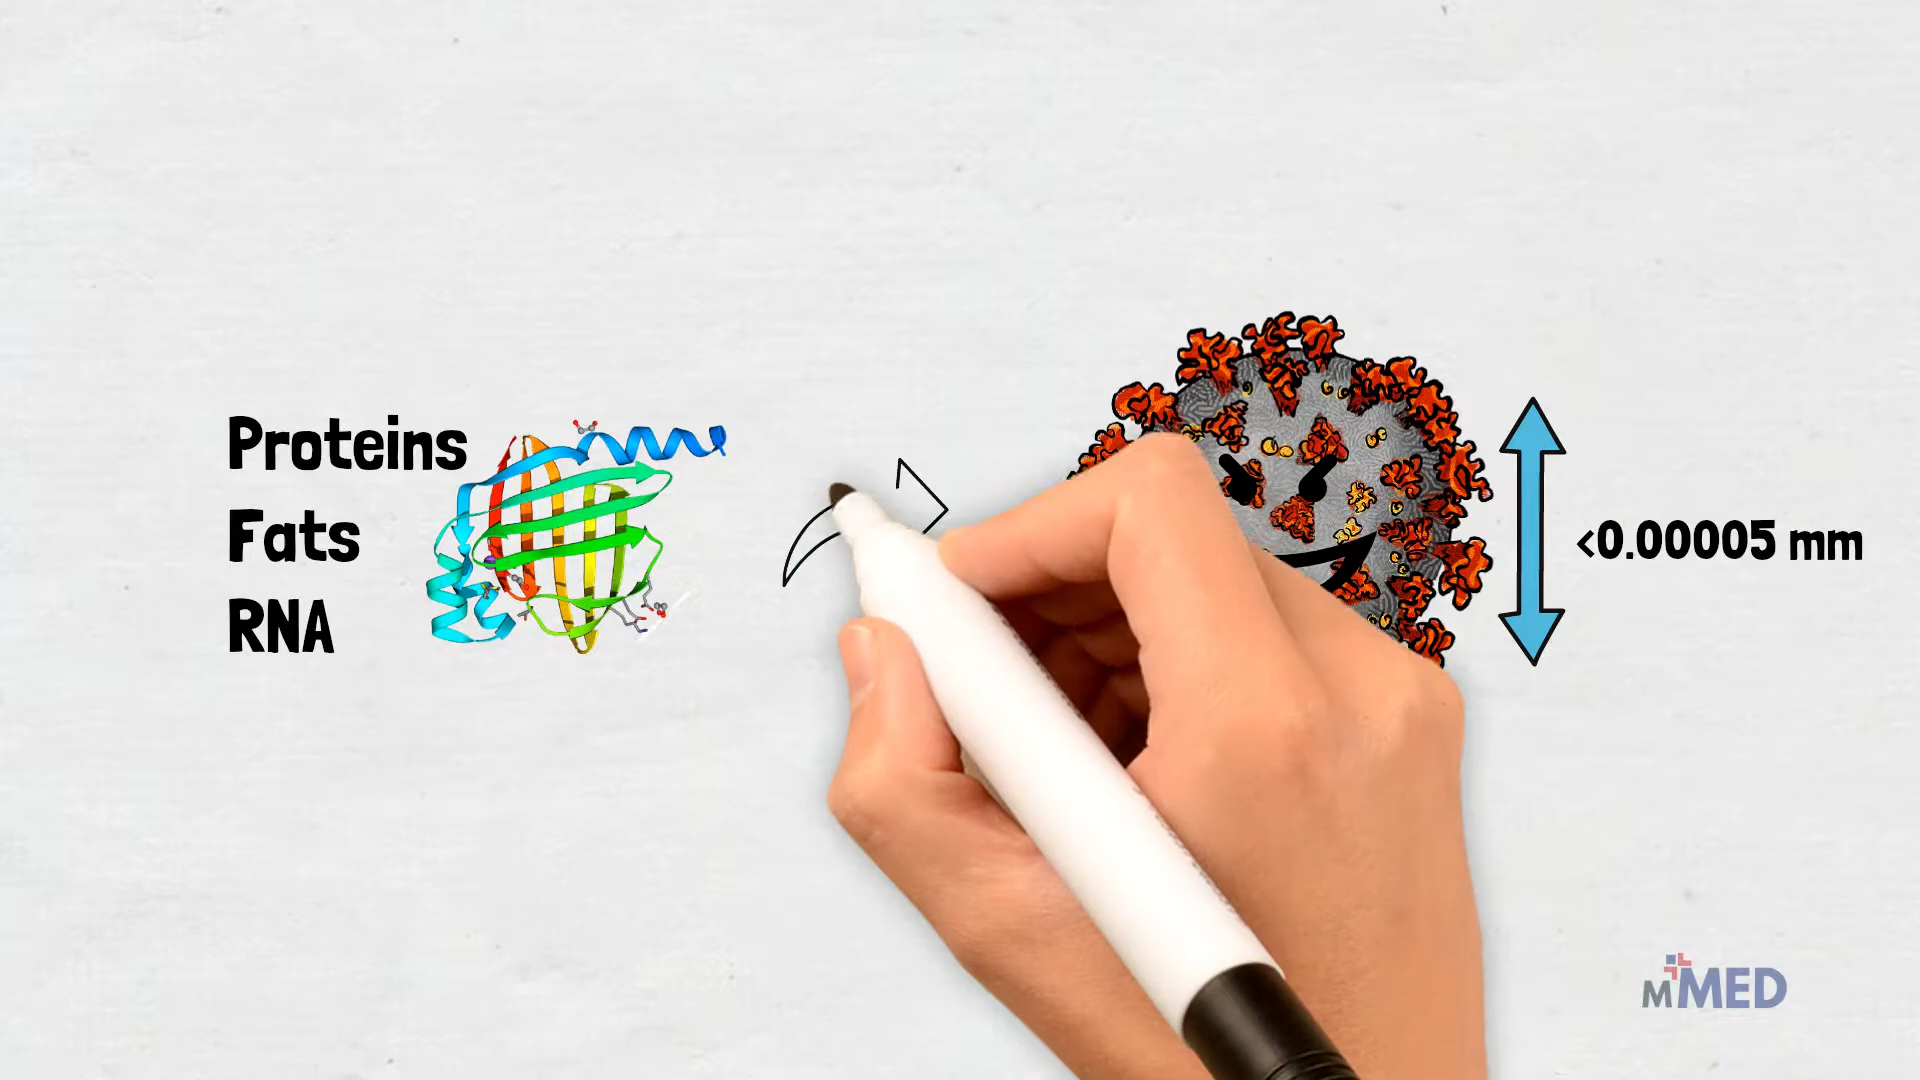 Proteins
Fats
RNA
<0.00005 mm
MMED